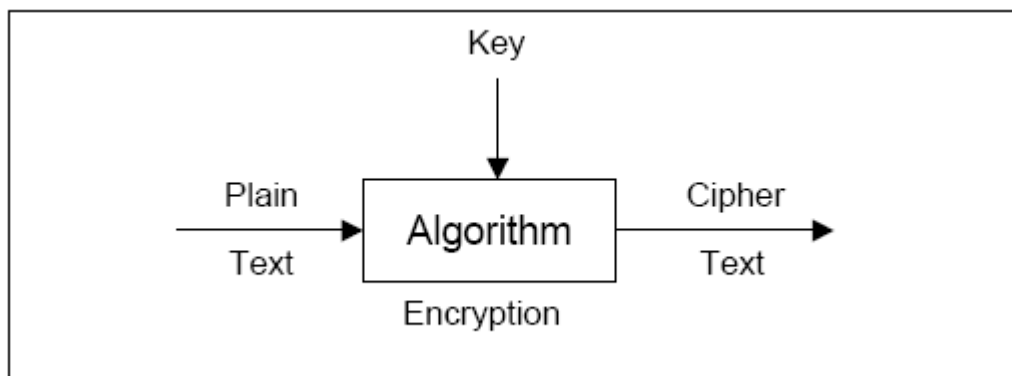 Key
Plain
Text
Algorithm
Encryption
Cipher
Text